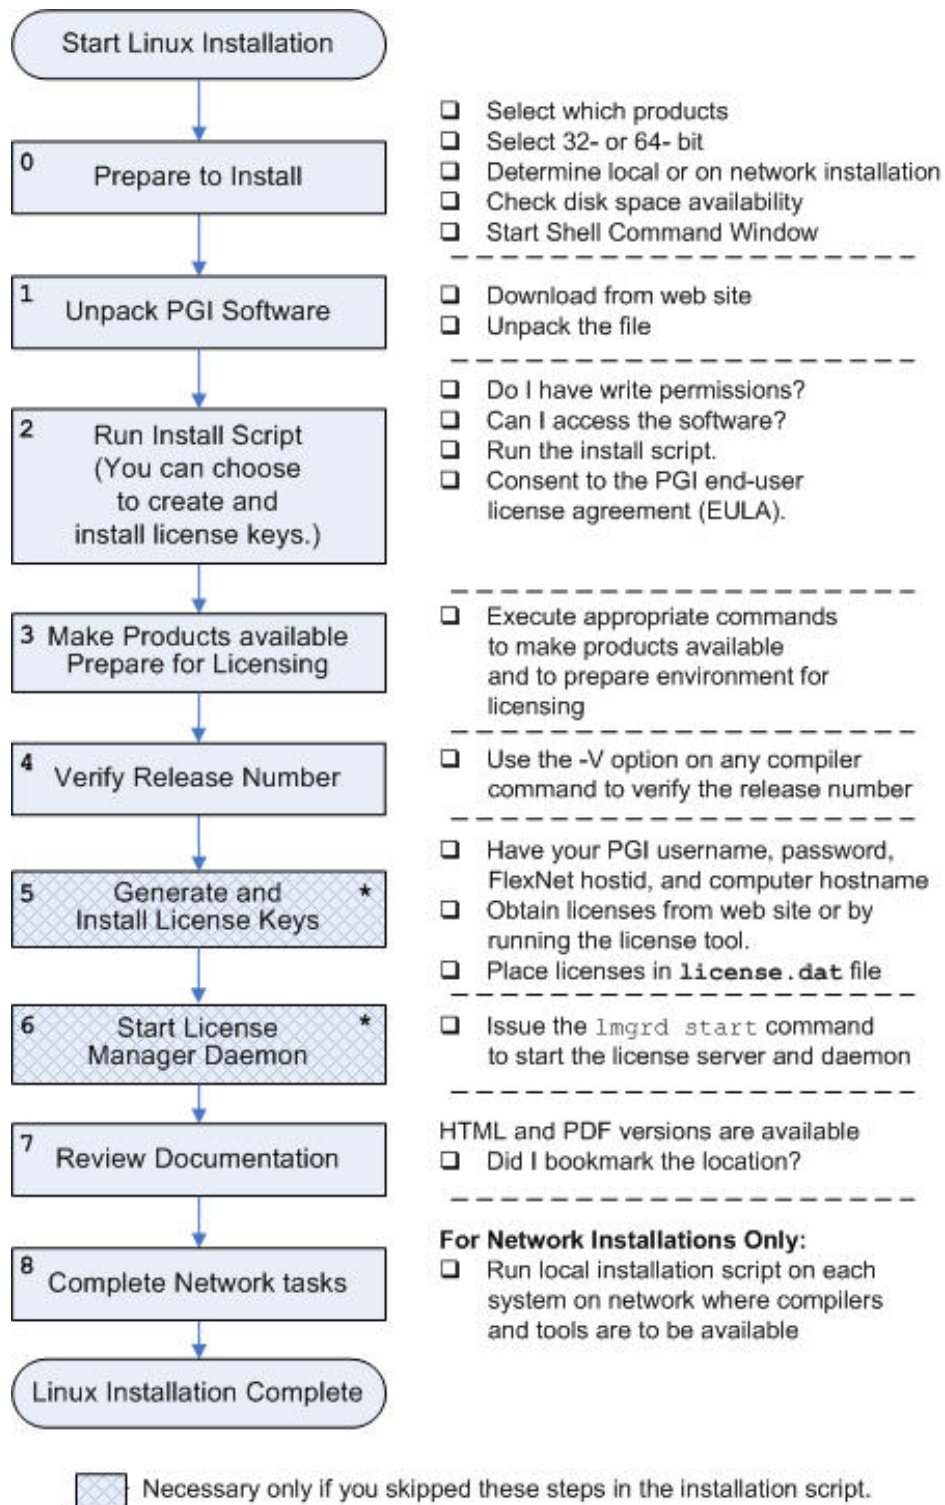 Start Linux Installation
0
Prepare to Install
❑ Select which products
❑ Select 32- or 64- bit
❑ Determine local or on network installation
❑ Check disk space availability
❑ Start Shell Command Window
1
Unpack PGI Software
❑ Download from web site
❑ Unpack the file
2
Run Install Script
(You can choose
to create and
install license keys.)
❑ Do I have write permissions?
❑ Can I access the software?
❑ Run the install script.
❑ Consent to the PGI end-user
license agreement (EULA).
3
Make Products available
Prepare for Licensing
❑ Execute appropriate commands
to make products available
and to prepare environment for
licensing
4
Verify Release Number
❑ Use the -V option on any compiler
command to verify the release number
5
Generate and *
Install License Keys
❑ Have your PGI username, password,
FlexNet hostid, and computer hostname
❑ Obtain licenses from web site or by
running the license tool.
❑ Place licenses in license.dat file
6
Start License *
Manager Daemon
❑ Issue the lmgrd start command
to start the license server and daemon
7
Review Documentation
HTML and PDF versions are available
❑ Did I bookmark the location?
8
Complete Network tasks
For Network Installations Only:
❑ Run local installation script on each
system on network where compilers
and tools are to be available
Linux Installation Complete
Necessary only if you skipped these steps in the installation script.